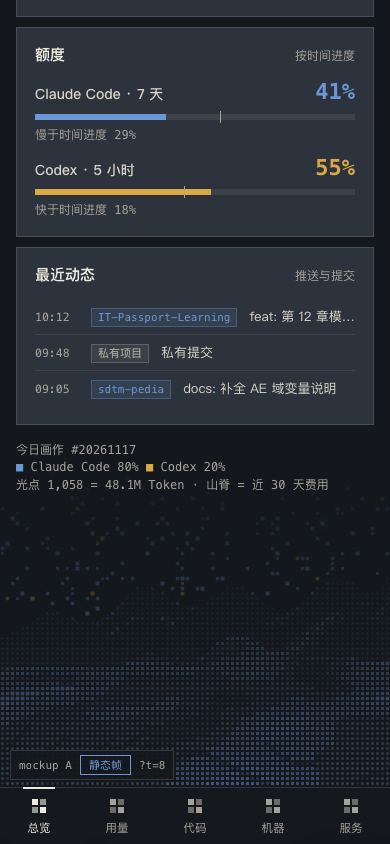 额度 按时间进度
Claude Code · 7 天 41%
慢于时间进度 29%
Codex · 5 小时 55%
快于时间进度 18%
最近动态 推送与提交
10:12 IT-Passport-Learning feat: 第 12 章模…
09:48 私有项目 私有提交
09:05 sdtm-pedia docs: 补全 AE 域变量说明
今日画作 #20261117
Claude Code 80% Codex 20%
光点 1,058 = 48.1M Token · 山脊 = 近 30 天费用
mockup A 静态帧 ?t=8
总览 用量 代码 机器 服务